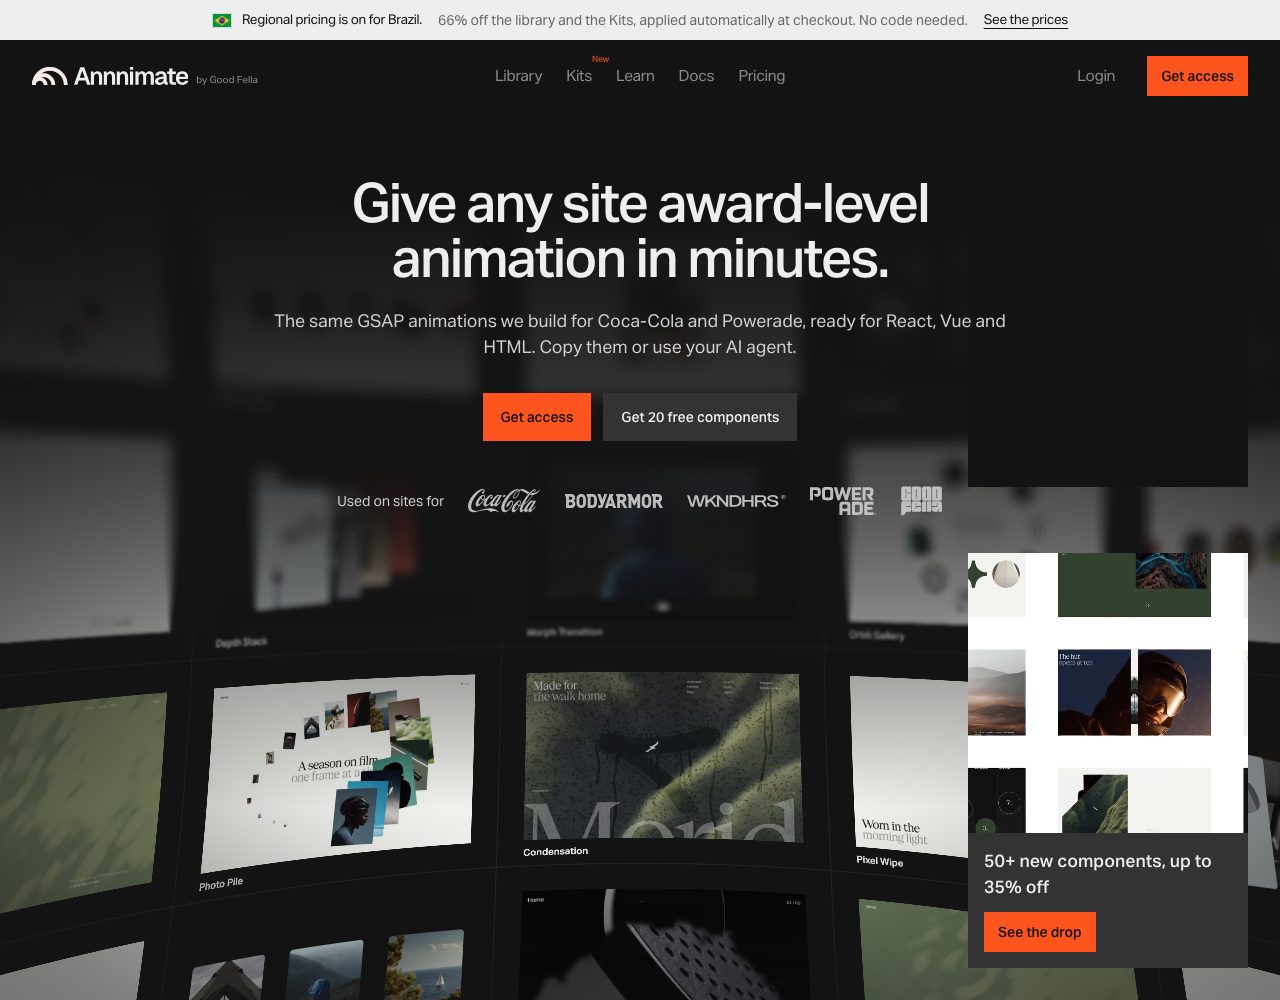 Regional pricing is on for Brazil. 66% off the library and the Kits, applied automatically at checkout. No code needed. See the prices
Annnimate by Good Fella
Library Kits New Learn Docs Pricing
Login Get access
Give any site award-level
animation in minutes.
The same GSAP animations we build for Coca-Cola and Powerade, ready for React, Vue and
HTML. Copy them or use your AI agent.
Get access Get 20 free components
Used on sites for Coca-Cola BODYARMOR WKNDHRS® POWERADE GOOD FELLA
Depth Stack Morph Transition Orbit Gallery
Made for
the walk home
A season on film
Morid
Worn in the
morning light
Photo Pile
Condensation
Pixel Wipe
Home
The hut
opens at ten
50+ new components, up to
35% off
See the drop